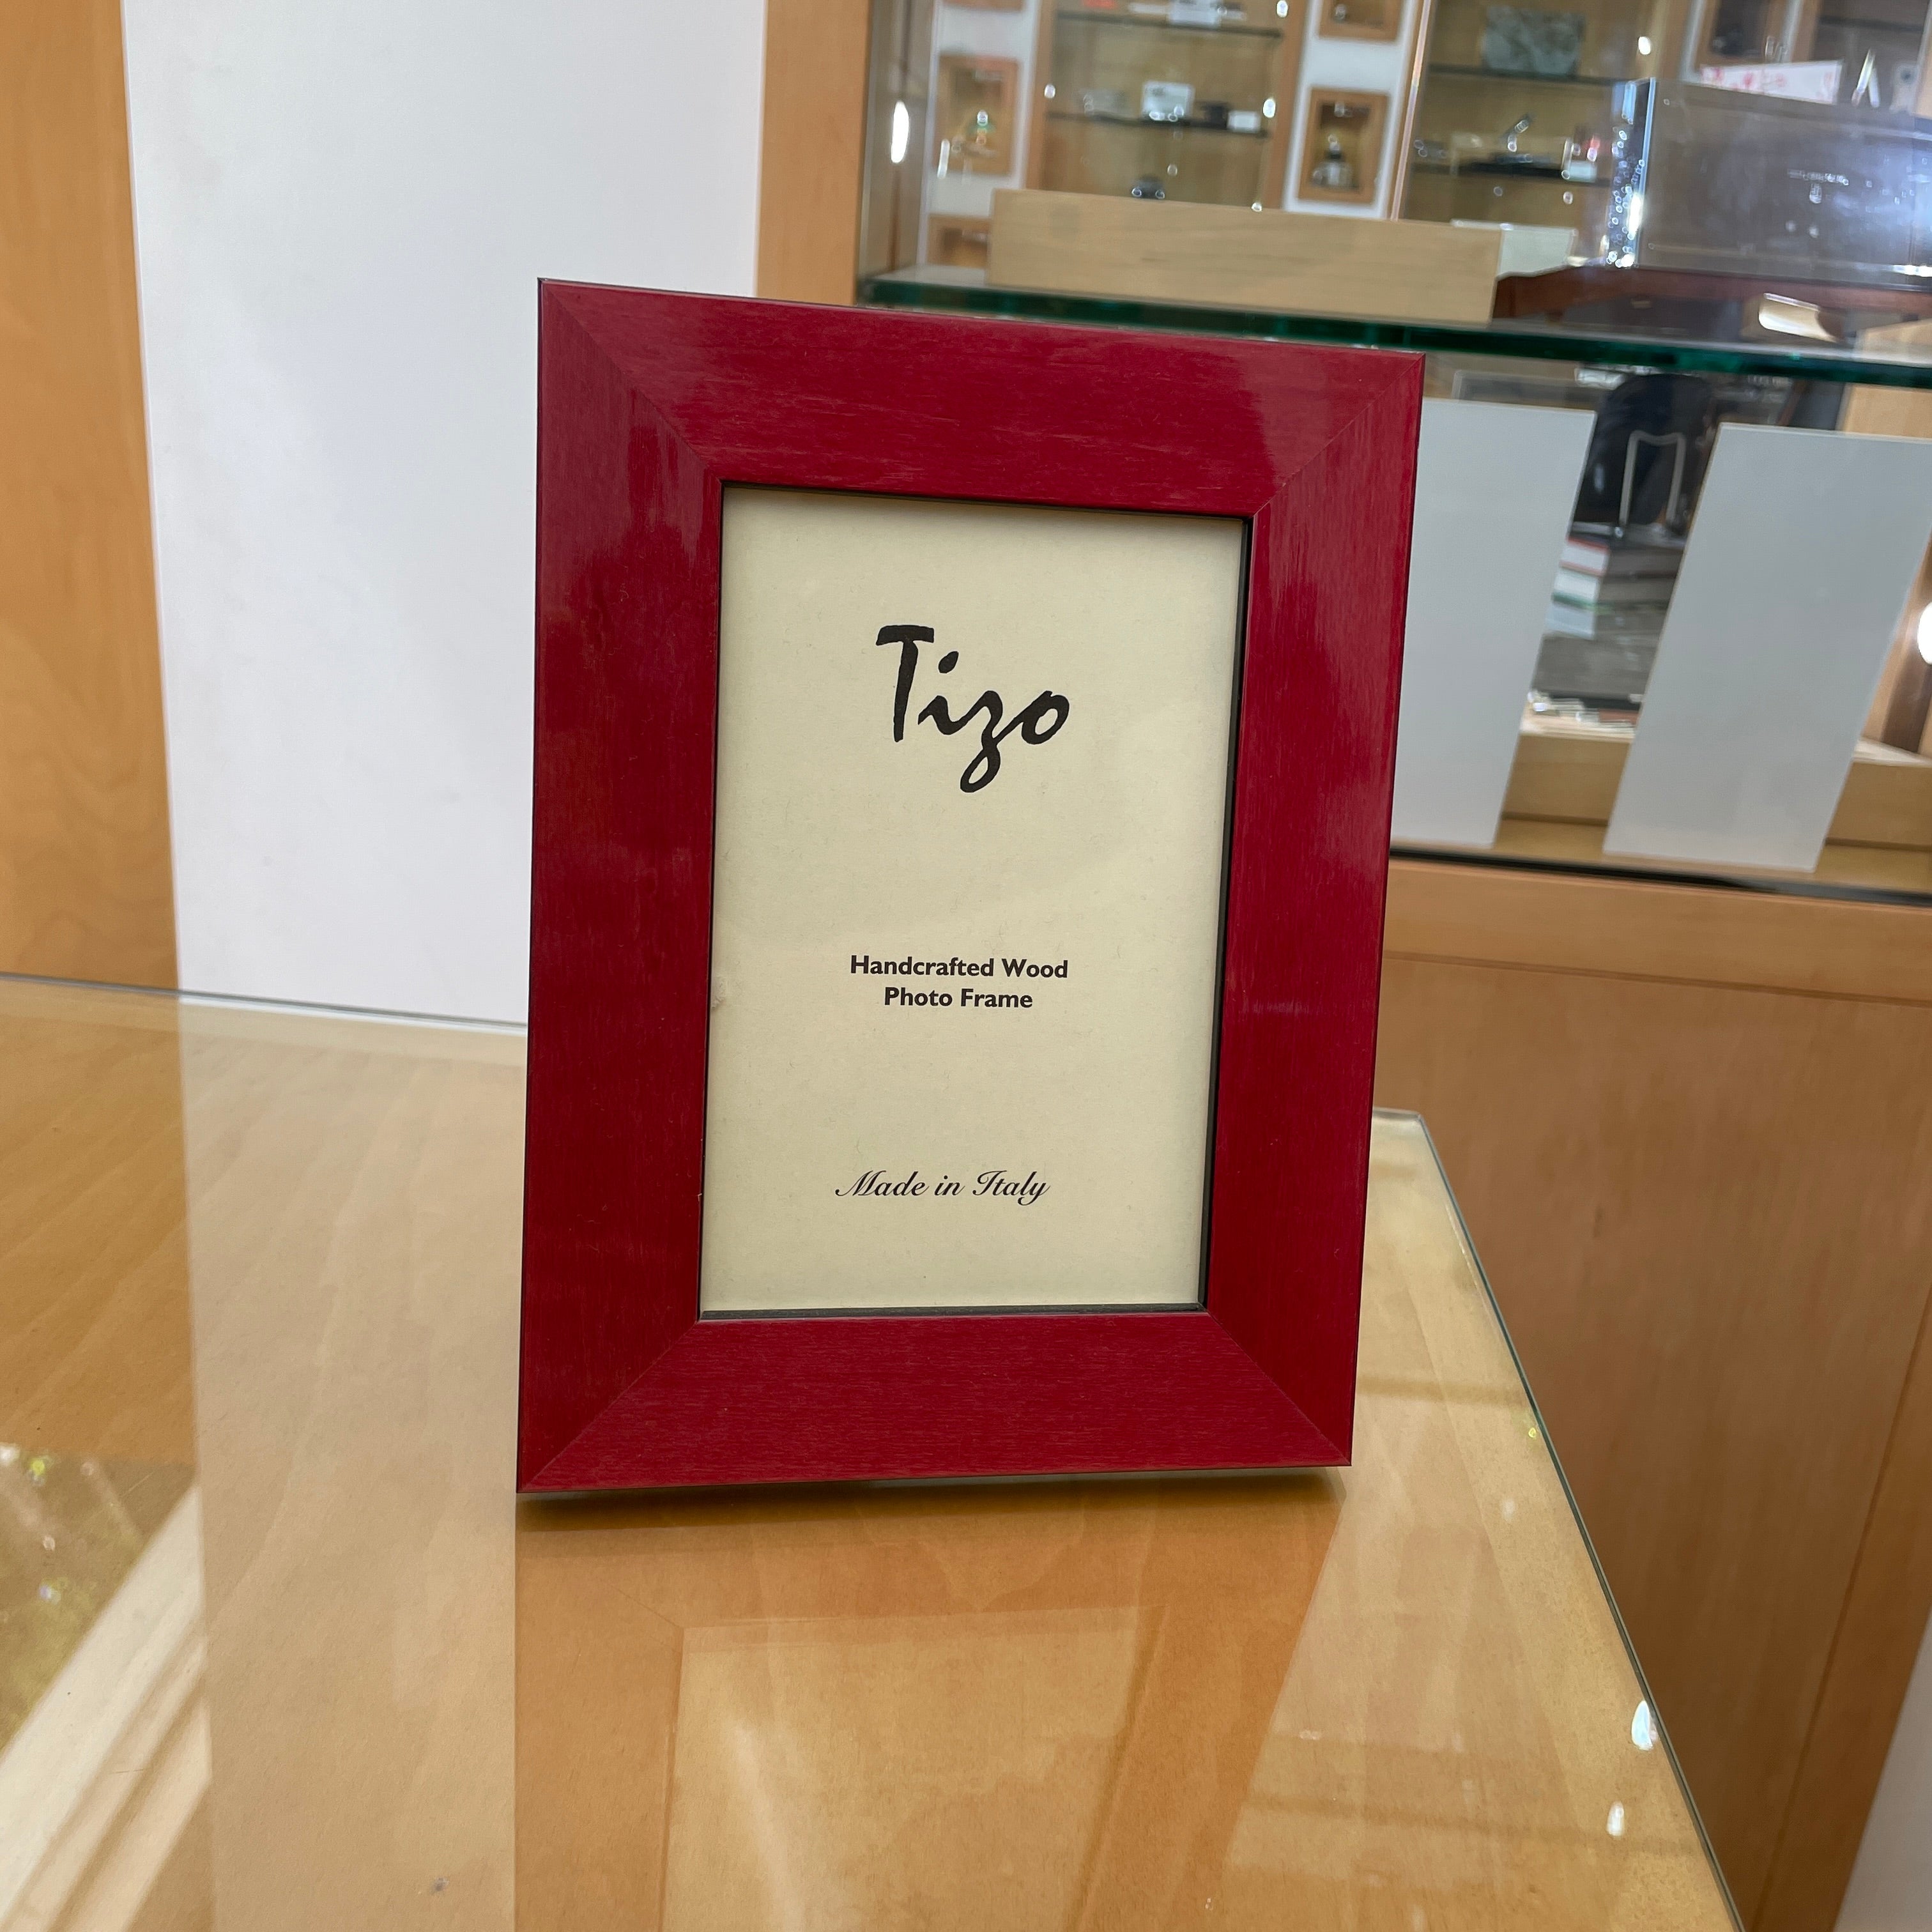 Tizo
Handcrafted Wood
Photo Frame
Made in Italy